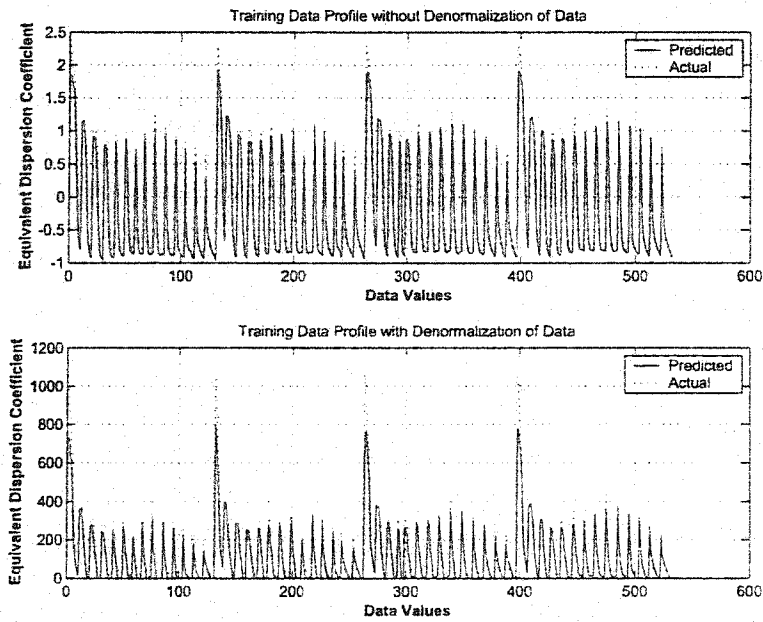 Training Data Profile without Denormalization of Data
Equivalent Dispersion Coefficient
2.5
2
1.5
1
0.5
0
-0.5
-1
Predicted
Actual
0 100 200 300 400 500 600
Data Values
Training Data Profile with Denormalization of Data
Equivalent Dispersion Coefficient
1200
1000
800
600
400
200
0
Predicted
Actual
0 100 200 300 400 500 600
Data Values